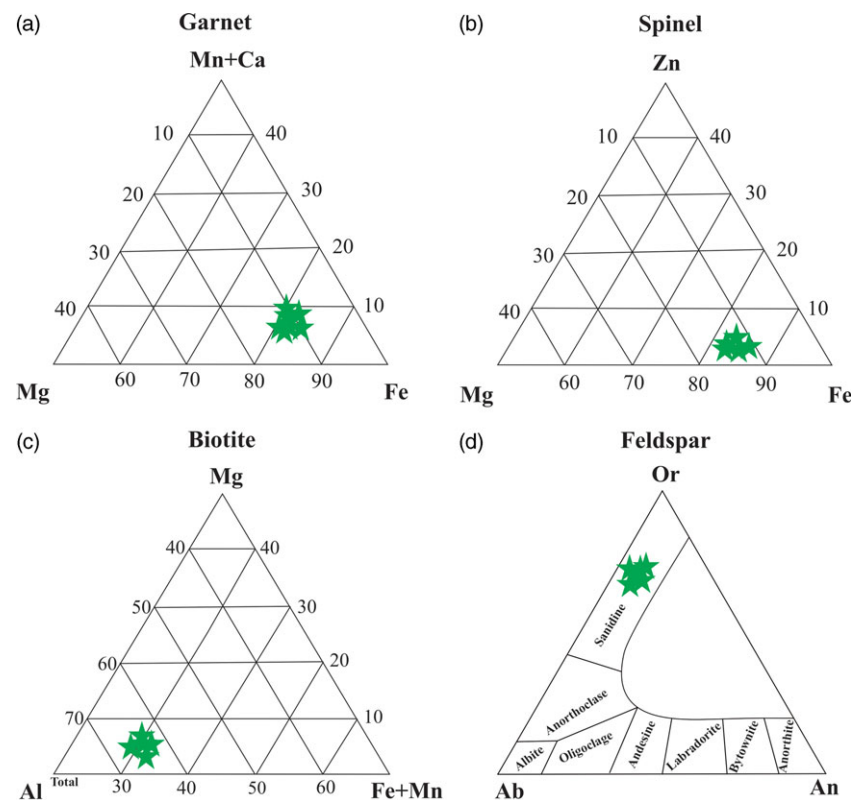 (a) Garnet
Mn+Ca
10 40
20 30
30 20
40 10
60 70 80 90
Mg Fe
(b) Spinel
Zn
10 40
20 30
30 20
40 10
60 70 80 90
Mg Fe
(c) Biotite
Mg
40 40
50 30
60 20
70 10
Al Total 30 40 50 60 Fe+Mn
(d) Feldspar
Or
Sanidine
Anorthoclase
Albite
Oligoclage
Andesine
Labradorite
Bytownite
Anorthite
Ab An